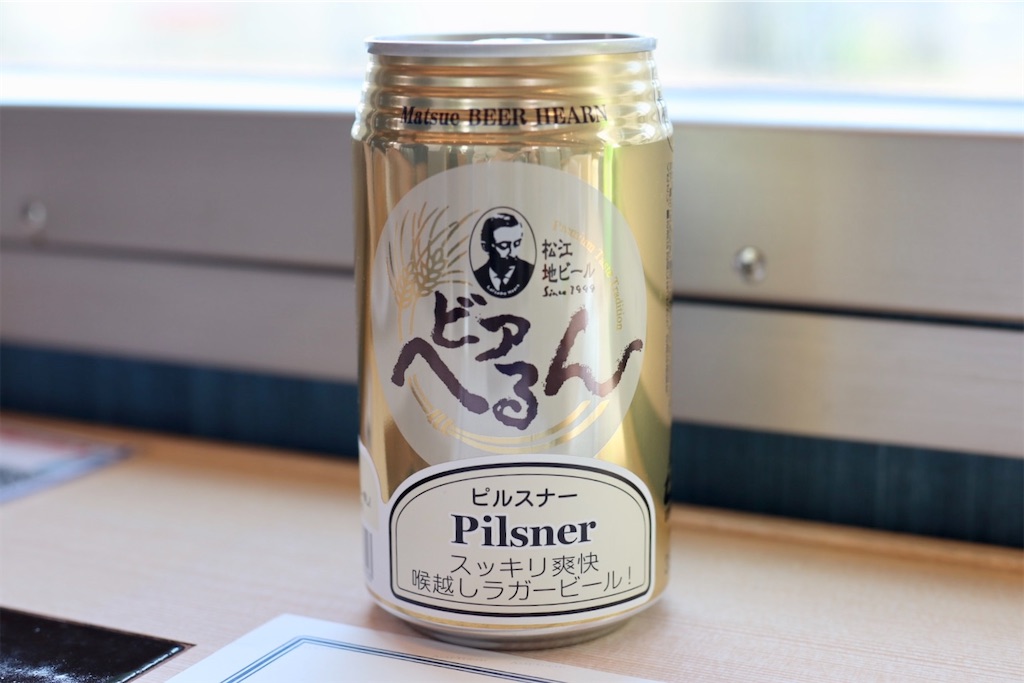 Matsue BEER HEARN
松江
地ビール
Since 1999
ビア
へるん
ピルスナー
Pilsner
スッキリ爽快
喉越しラガービール!